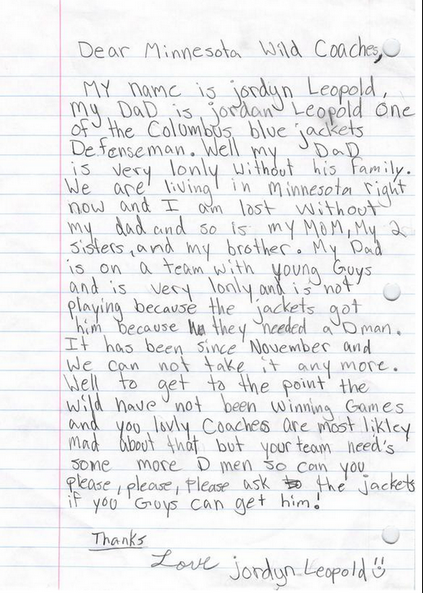 Dear Minnesota Wild Coaches,
MY name is jordyn Leopold,
my DaD is jordan Leopold one
of the Columbus blue jackets
Defenseman. Well my DaD
is very lonly without his family.
We are living in Minnesota right
now and I am lost without
my dad and so is my MoM, My 2
sisters, and my brother. My Dad
is on a team with young Guys
and is very lonly and is not
playing because the jackets got
him because they needed a D man.
It has been since November and
We can not take it any more.
Well to get to the point the
wild have not been winning Games
and you lovly Coaches are most likley
mad about that but your team need's
some more D men so can you
please, please, please ask the jackets
if you Guys can get him!
Thanks
Love jordyn Leopold